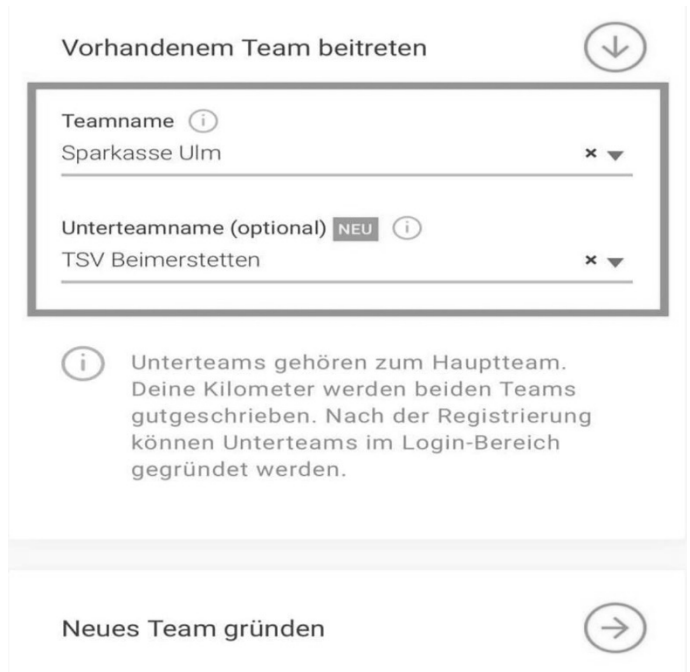 Vorhandenem Team beitreten
Teamname
Sparkasse Ulm
Unterteamname (optional) NEU
TSV Beimerstetten
Unterteams gehören zum Hauptteam.
Deine Kilometer werden beiden Teams
gutgeschrieben. Nach der Registrierung
können Unterteams im Login-Bereich
gegründet werden.
Neues Team gründen